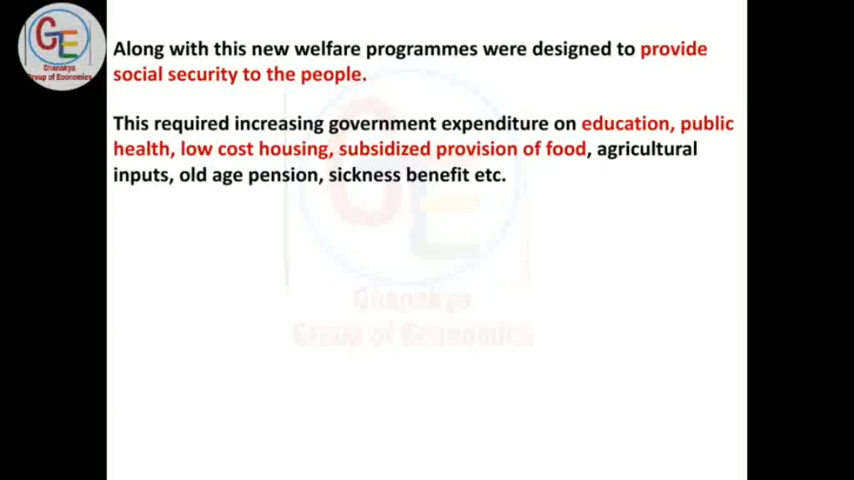 GE
Chanakya
Group of Economics
Along with this new welfare programmes were designed to provide
social security to the people.
This required increasing government expenditure on education, public
health, low cost housing, subsidized provision of food, agricultural
inputs, old age pension, sickness benefit etc.
GE
Chanakya
Group of Economics